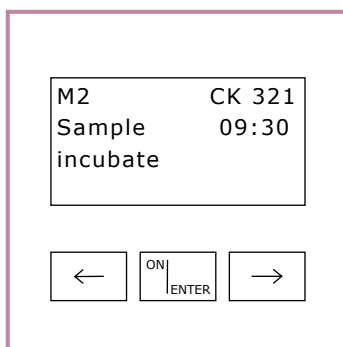 M2 CK 321
Sample 09:30
incubate
← ON ENTER →